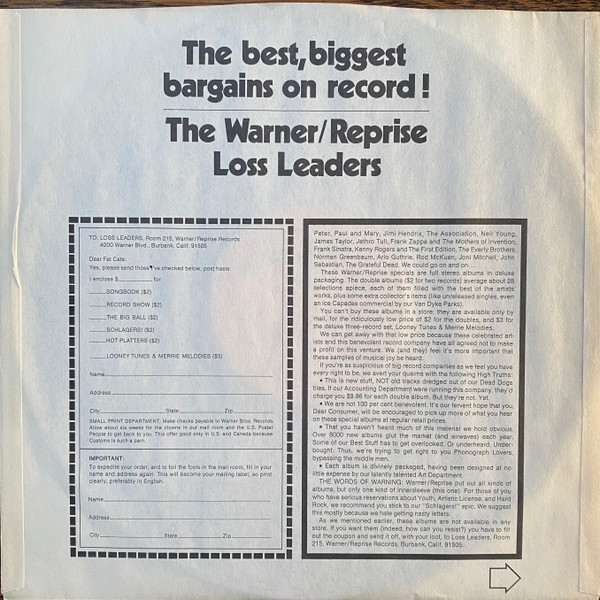 The best, biggest
bargains on record!
The Warner/Reprise
Loss Leaders
TO: LOSS LEADERS, Room 215, Warner/Reprise Records
4000 Warner Blvd., Burbank, Calif. 91505
Dear Fat Cats:
Yes, please send those I've checked below, post haste.
I enclose $ for
SONGBOOK ($2)
RECORD SHOW ($2)
THE BIG BALL ($2)
SCHLAGERS! ($2)
HOT PLATTERS ($2)
LOONEY TUNES & MERRIE MELODIES ($3)
Name
Address
City State Zip
SMALL PRINT DEPARTMENT: Make checks payable to Warner Bros. Records.
Allow about six weeks for the clowns in our mail room and the U.S. Postal
People to get back to you. This offer good only in U.S. and Canada because
Customs is such a pain.
IMPORTANT:
To expedite your order, and to foil the fools in the mail room, fill in your
name and address again. This will become your mailing label, so print
clearly, preferably in English.
Name
Address
City State Zip
Peter, Paul and Mary, Jimi Hendrix, The Association, Neil Young,
James Taylor, Jethro Tull, Frank Zappa and The Mothers of Invention,
Frank Sinatra, Kenny Rogers and The First Edition, The Everly Brothers,
Norman Greenbaum, Arlo Guthrie, Rod McKuen, Joni Mitchell, John
Sebastian, The Grateful Dead. We could go on and on...
These Warner/Reprise specials are full stereo albums in deluxe
packaging. The double albums ($2 for two records) average about 28
selections apiece, each of them filled with the best of the artists'
works, plus some extra collector's items (like unreleased singles, even
an Ice Capades commercial by our Van Dyke Parks).
You can't buy these albums in a store; they are available only by
mail, for the ridiculously low price of $2 for the doubles, and $3 for
the deluxe three-record set, Looney Tunes & Merrie Melodies.
We can get away with that low price because these celebrated art-
ists and this benevolent record company have all agreed not to make
a profit on this venture. We (and they) feel it's more important that
these samples of musical joy be heard.
If you're as suspicious of big record companies as we feel you have
every right to be, we avert your qualms with the following High Truths:
• This is new stuff, NOT old tracks dredged out of our Dead Dogs
files. If our Accounting Department were running this company, they'd
charge you $9.96 for each double album. But they're not. Yet.
• We are not 100 per cent benevolent. It's our fervent hope that you,
Dear Consumer, will be encouraged to pick up more of what you hear
on these special albums at regular retail prices.
• That you haven't heard much of this material we hold obvious.
Over 8000 new albums glut the market (and airwaves) each year.
Some of our Best Stuff has to get overlooked. Or underheard. Under-
bought. Thus, we're trying to get right to you Phonograph Lovers,
bypassing the middle men.
• Each album is divinely packaged, having been designed at no
little expense by our latently talented Art Department.
THE WORDS OF WARNING: Warner/Reprise put out all kinds of
albums, but only one kind of innersleeve (this one). For those of you
who have serious reservations about Youth, Artistic License, and Hard
Rock, we recommend you stick to our "Schlagers!" epic. We suggest
this mostly because we hate getting nasty letters.
As we mentioned earlier, these albums are not available in any
store. If you want them (indeed, how can you resist?) you have to fill
out the coupon and send it off, with your loot, to Loss Leaders, Room
215, Warner/Reprise Records, Burbank, Calif. 91505.